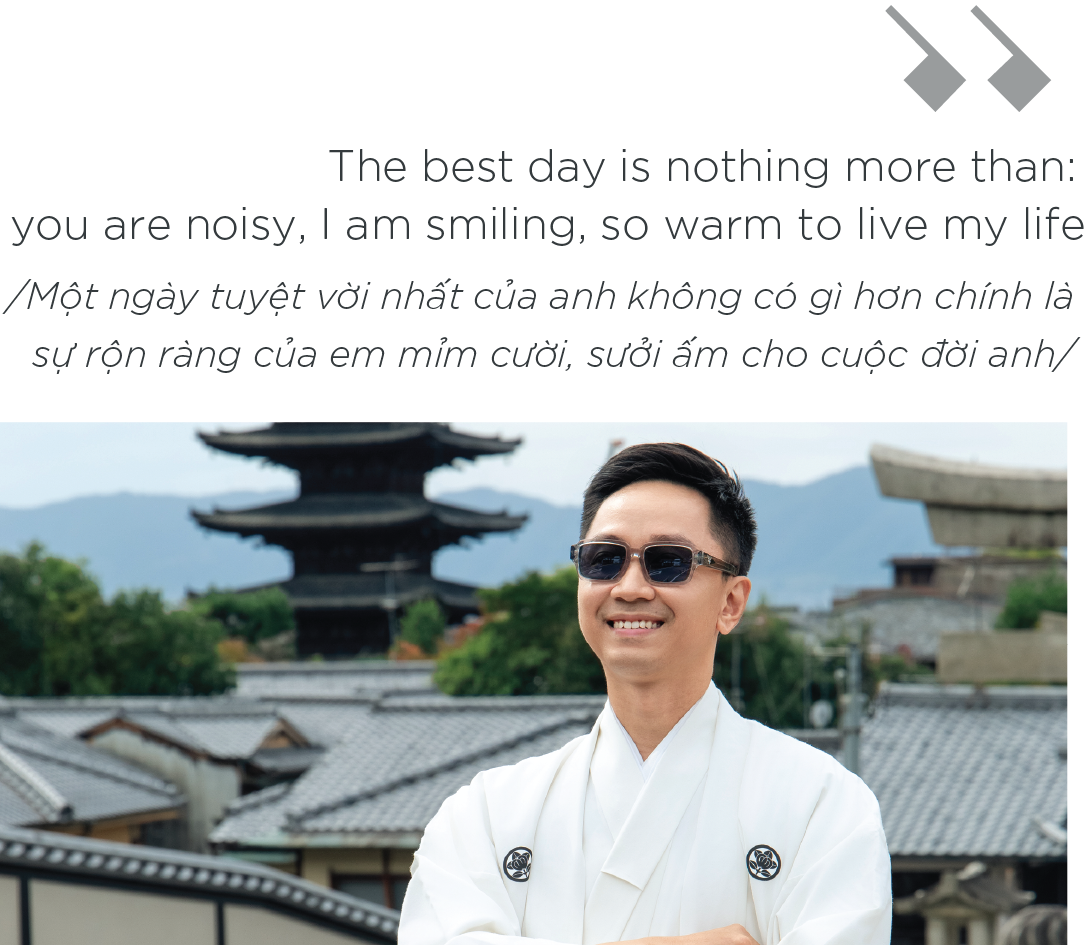 The best day is nothing more than:
you are noisy, I am smiling, so warm to live my life
/Một ngày tuyệt vời nhất của anh không có gì hơn chính là
sự rộn ràng của em mỉm cười, sưởi ấm cho cuộc đời anh/